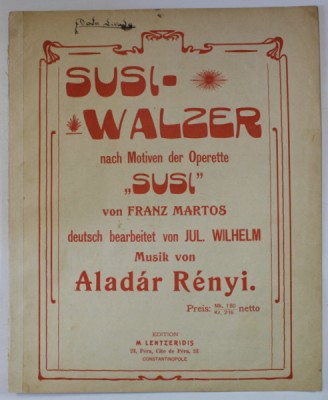 SUSI-
WALZER
nach Motiven der Operette
„SUSI"
von FRANZ MARTOS
deutsch bearbeitet von JUL. WILHELM
Musik von
Aladár Rényi.
Preis: netto
EDITION
M. LENTZERIDIS
CONSTANTINOPLE